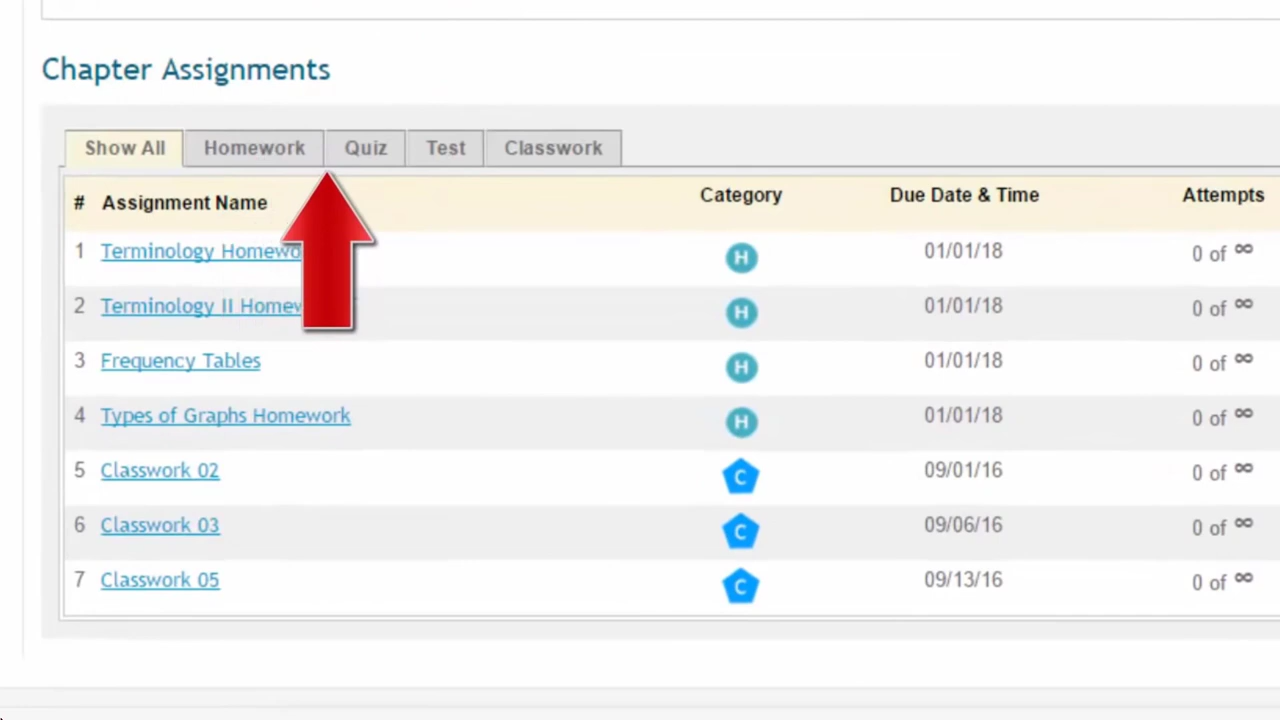 Chapter Assignments
Show All Homework Quiz Test Classwork
# Assignment Name Category Due Date & Time Attempts
1 Terminology H 01/01/18 0 of ∞
2 Terminology II H 01/01/18 0 of ∞
3 Frequency Tables H 01/01/18 0 of ∞
4 Types of Graphs Homework H 01/01/18 0 of ∞
5 Classwork 02 C 09/01/16 0 of ∞
6 Classwork 03 C 09/06/16 0 of ∞
7 Classwork 05 C 09/13/16 0 of ∞